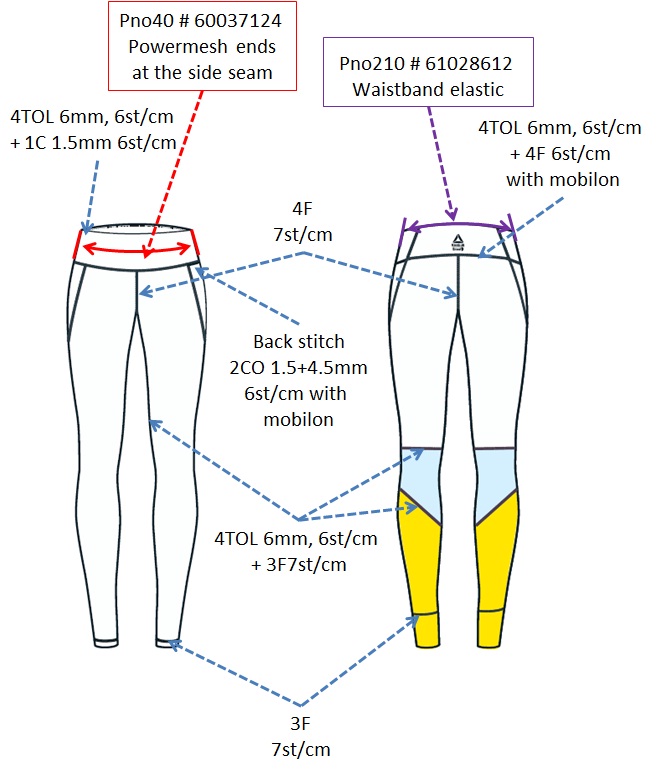 Pno40 # 60037124
Powermesh ends
at the side seam
Pno210 # 61028612
Waistband elastic
4TOL 6mm, 6st/cm
+ 1C 1.5mm 6st/cm
4TOL 6mm, 6st/cm
+ 4F 6st/cm
with mobilon
4F
7st/cm
Back stitch
2CO 1.5+4.5mm
6st/cm with
mobilon
4TOL 6mm, 6st/cm
+ 3F7st/cm
3F
7st/cm